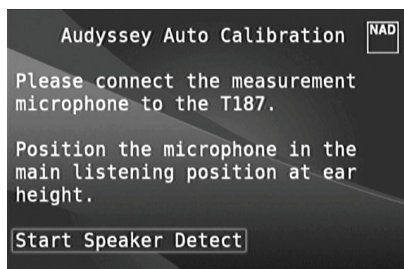 Audyssey Auto Calibration
NAD
Please connect the measurement
microphone to the T187.
Position the microphone in the
main listening position at ear
height.
Start Speaker Detect